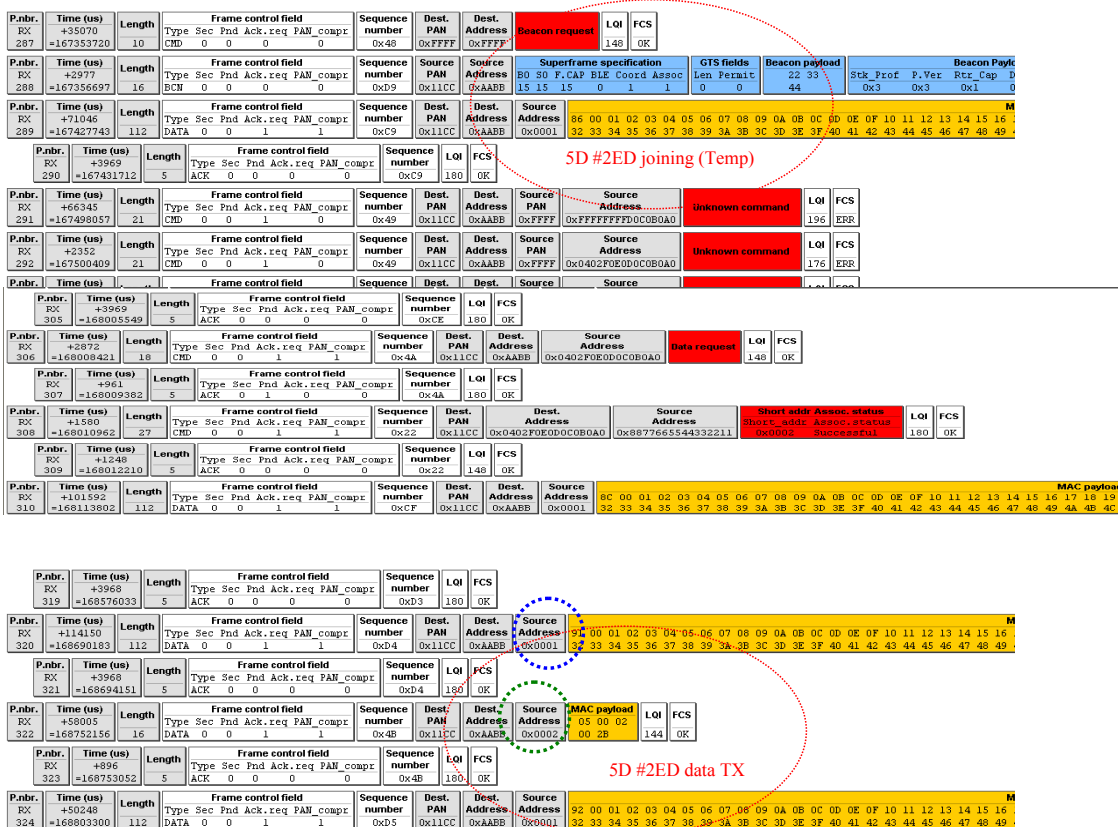 P.nbr. Time (us) Length Frame control field Sequence Dest. Dest. Beacon request LQI FCS
RX +35070 Type Sec Pnd Ack.req PAN_compr number PAN Address
287 =167353720 10 CMD 0 0 0 0 0x48 0xFFFF 0xFFFF 148 OK
P.nbr. Time (us) Length Frame control field Sequence Source Source Superframe specification GTS fields Beacon payload Beacon Paylo
RX +2977 Type Sec Pnd Ack.req PAN_compr number PAN Address BO SO F.CAP BLE Coord Assoc Len Permit 22 33 Stk_Prof P.Ver Rtr_Cap D
288 =167356697 16 BCN 0 0 0 0 0xD9 0x11CC 0xAABB 15 15 15 0 1 1 0 0 44 0x3 0x3 0x1 0
P.nbr. Time (us) Length Frame control field Sequence Dest. Dest. Source M
RX +71046 Type Sec Pnd Ack.req PAN_compr number PAN Address Address 86 00 01 02 03 04 05 06 07 08 09 0A 0B 0C 0D 0E 0F 10 11 12 13 14 15 16
289 =167427743 112 DATA 0 0 1 1 0xC9 0x11CC 0xAABB 0x0001 32 33 34 35 36 37 38 39 3A 3B 3C 3D 3E 3F 40 41 42 43 44 45 46 47 48 49
P.nbr. Time (us) Length Frame control field Sequence LQI FCS
RX +3969 Type Sec Pnd Ack.req PAN_compr number
290 =167431712 5 ACK 0 0 0 0 0xC9 180 OK
5D #2ED joining (Temp)
P.nbr. Time (us) Length Frame control field Sequence Dest. Dest. Source Source Unknown command LQI FCS
RX +66345 Type Sec Pnd Ack.req PAN_compr number PAN Address PAN Address
291 =167498057 21 CMD 0 0 1 0 0x49 0x11CC 0xAABB 0xFFFF 0xFFFFFFFFD0C0B0A0 196 ERR
P.nbr. Time (us) Length Frame control field Sequence Dest. Dest. Source Source Unknown command LQI FCS
RX +2352 Type Sec Pnd Ack.req PAN_compr number PAN Address PAN Address
292 =167500409 21 CMD 0 0 1 0 0x49 0x11CC 0xAABB 0xFFFF 0x0402F0E0D0C0B0A0 176 ERR
P.nbr. Time (us) Frame control field Sequence Dest. Dest. Source Source
P.nbr. Time (us) Length Frame control field Sequence LQI FCS
RX +3969 Type Sec Pnd Ack.req PAN_compr number
305 =168005549 5 ACK 0 0 0 0 0xCE 180 OK
P.nbr. Time (us) Length Frame control field Sequence Dest. Dest. Source Data request LQI FCS
RX +2872 Type Sec Pnd Ack.req PAN_compr number PAN Address Address
306 =168008421 18 CMD 0 0 1 1 0x4A 0x11CC 0xAABB 0x0402F0E0D0C0B0A0 148 OK
P.nbr. Time (us) Length Frame control field Sequence LQI FCS
RX +961 Type Sec Pnd Ack.req PAN_compr number
307 =168009382 5 ACK 0 1 0 0 0x4A 180 OK
P.nbr. Time (us) Length Frame control field Sequence Dest. Dest. Source Short addr Assoc. status LQI FCS
RX +1580 Type Sec Pnd Ack.req PAN_compr number PAN Address Address Short_addr Assoc.status
308 =168010962 27 CMD 0 0 1 1 0x22 0x11CC 0x0402F0E0D0C0B0A0 0x8877665544332211 0x0002 Successful 180 OK
P.nbr. Time (us) Length Frame control field Sequence LQI FCS
RX +1248 Type Sec Pnd Ack.req PAN_compr number
309 =168012210 5 ACK 0 0 0 0 0x22 148 OK
P.nbr. Time (us) Length Frame control field Sequence Dest. Dest. Source MAC payload
RX +101592 Type Sec Pnd Ack.req PAN_compr number PAN Address Address 8C 00 01 02 03 04 05 06 07 08 09 0A 0B 0C 0D 0E 0F 10 11 12 13 14 15 16 17 18 19
310 =168113802 112 DATA 0 0 1 1 0xCF 0x11CC 0xAABB 0x0001 32 33 34 35 36 37 38 39 3A 3B 3C 3D 3E 3F 40 41 42 43 44 45 46 47 48 49 4A 4B 4C
P.nbr. Time (us) Length Frame control field Sequence LQI FCS
RX +3968 Type Sec Pnd Ack.req PAN_compr number
319 =168576033 5 ACK 0 0 0 0 0xD3 180 OK
P.nbr. Time (us) Length Frame control field Sequence Dest. Dest. Source M
RX +114150 Type Sec Pnd Ack.req PAN_compr number PAN Address Address 91 00 01 02 03 04 05 06 07 08 09 0A 0B 0C 0D 0E 0F 10 11 12 13 14 15 16
320 =168690183 112 DATA 0 0 1 1 0xD4 0x11CC 0xAABB 0x0001 32 33 34 35 36 37 38 39 3A 3B 3C 3D 3E 3F 40 41 42 43 44 45 46 47 48 49
P.nbr. Time (us) Length Frame control field Sequence LQI FCS
RX +3968 Type Sec Pnd Ack.req PAN_compr number
321 =168694151 5 ACK 0 0 0 0 0xD4 180 OK
P.nbr. Time (us) Length Frame control field Sequence Dest. Dest. Source MAC payload LQI FCS
RX +58005 Type Sec Pnd Ack.req PAN_compr number PAN Address Address 05 00 02
322 =168752156 16 DATA 0 0 1 1 0x4B 0x11CC 0xAABB 0x0002 00 2B 144 OK
P.nbr. Time (us) Length Frame control field Sequence LQI FCS
RX +896 Type Sec Pnd Ack.req PAN_compr number
323 =168753052 5 ACK 0 0 0 0 0x4B 180 OK
5D #2ED data TX
P.nbr. Time (us) Length Frame control field Sequence Dest. Dest. Source M
RX +50248 Type Sec Pnd Ack.req PAN_compr number PAN Address Address 92 00 01 02 03 04 05 06 07 08 09 0A 0B 0C 0D 0E 0F 10 11 12 13 14 15 16
324 =168803300 112 DATA 0 0 1 1 0xD5 0x11CC 0xAABB 0x0001 32 33 34 35 36 37 38 39 3A 3B 3C 3D 3E 3F 40 41 42 43 44 45 46 47 48 49